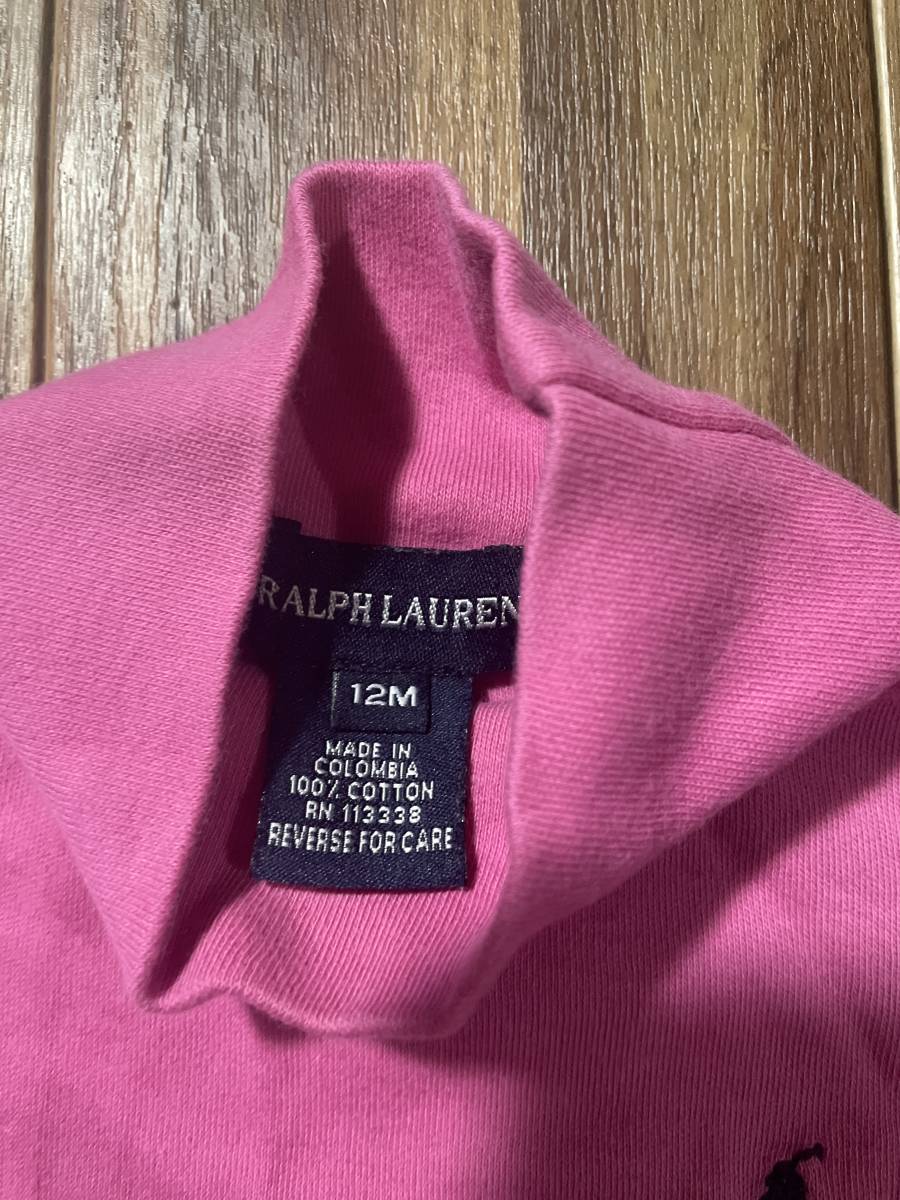 RALPH LAUREN
12M
MADE IN
COLOMBIA
100% COTTON
RN 113338
REVERSE FOR CARE